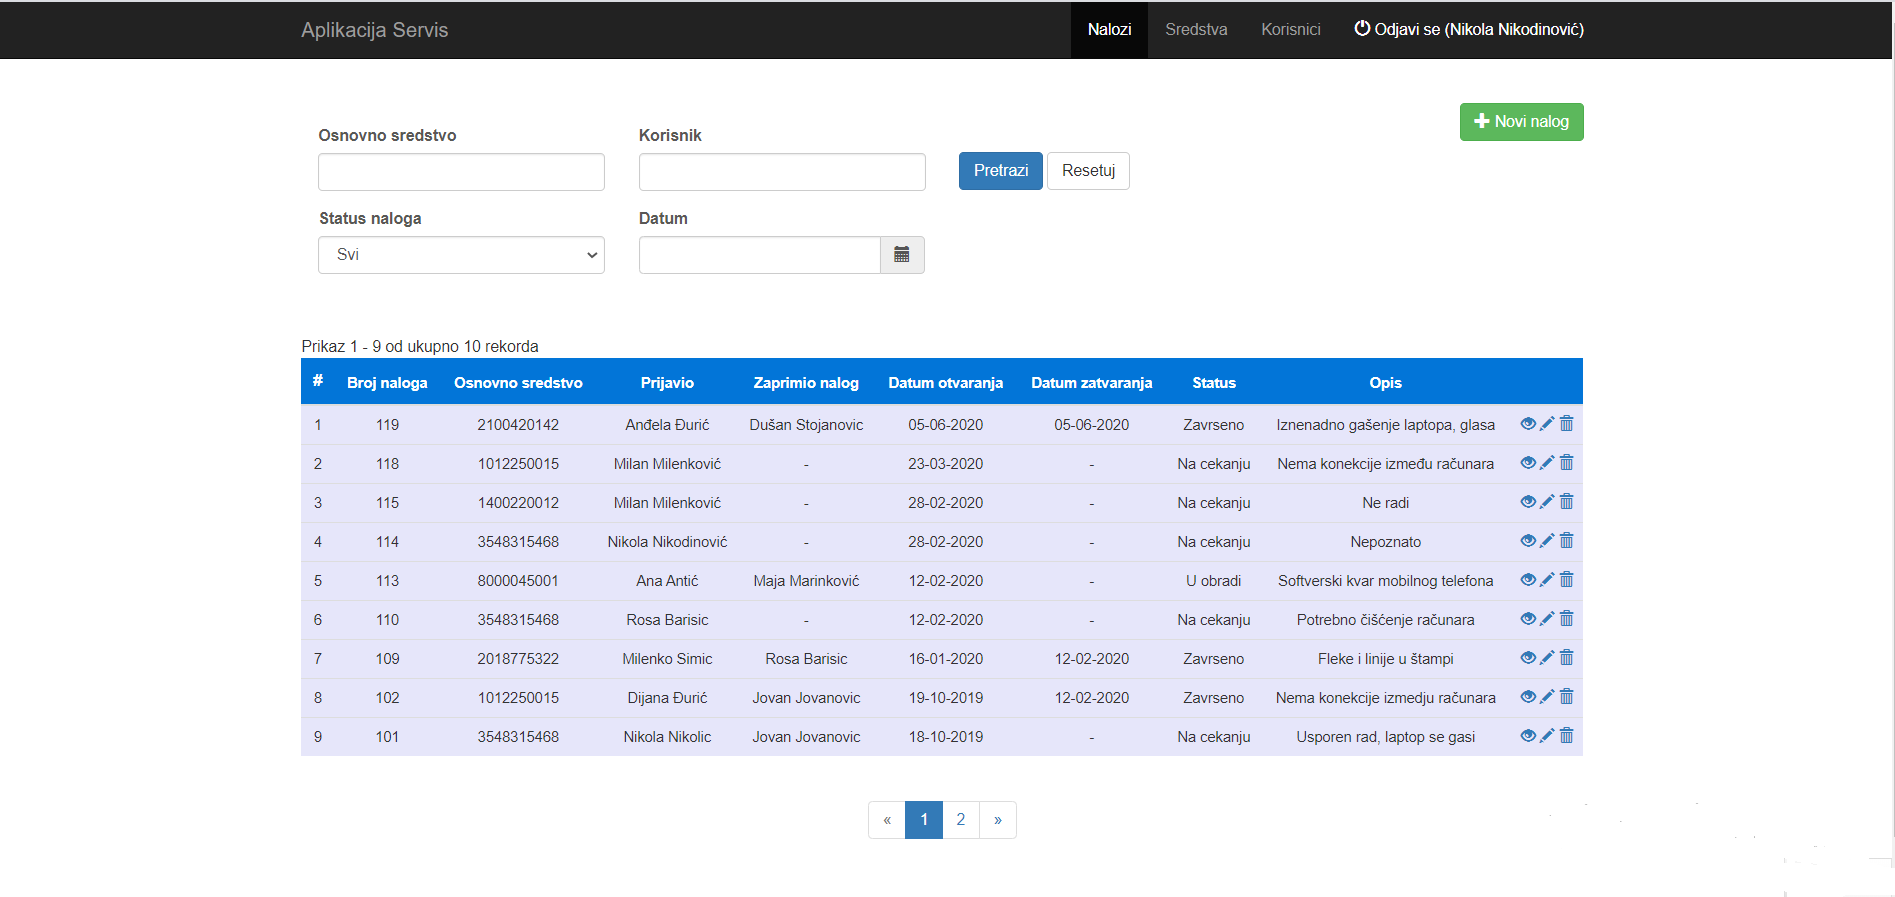 Aplikacija Servis Nalozi Sredstva Korisnici Odjavi se (Nikola Nikodinović)
Novi nalog
Osnovno sredstvo Korisnik
Pretrazi Resetuj
Status naloga Datum
Svi
Prikaz 1 - 9 od ukupno 10 rekorda
# Broj naloga Osnovno sredstvo Prijavio Zaprimio nalog Datum otvaranja Datum zatvaranja Status Opis
1 119 2100420142 Anđela Đurić Dušan Stojanovic 05-06-2020 05-06-2020 Zavrseno Iznenadno gašenje laptopa, glasa
2 118 1012250015 Milan Milenković - 23-03-2020 - Na cekanju Nema konekcije između računara
3 115 1400220012 Milan Milenković - 28-02-2020 - Na cekanju Ne radi
4 114 3548315468 Nikola Nikodinović - 28-02-2020 - Na cekanju Nepoznato
5 113 8000045001 Ana Antić Maja Marinković 12-02-2020 - U obradi Softverski kvar mobilnog telefona
6 110 3548315468 Rosa Barisic - 12-02-2020 - Na cekanju Potrebno čišćenje računara
7 109 2018775322 Milenko Simic Rosa Barisic 16-01-2020 12-02-2020 Zavrseno Fleke i linije u štampi
8 102 1012250015 Dijana Đurić Jovan Jovanovic 19-10-2019 12-02-2020 Zavrseno Nema konekcije izmedju računara
9 101 3548315468 Nikola Nikolic Jovan Jovanovic 18-10-2019 - Na cekanju Usporen rad, laptop se gasi
« 1 2 »